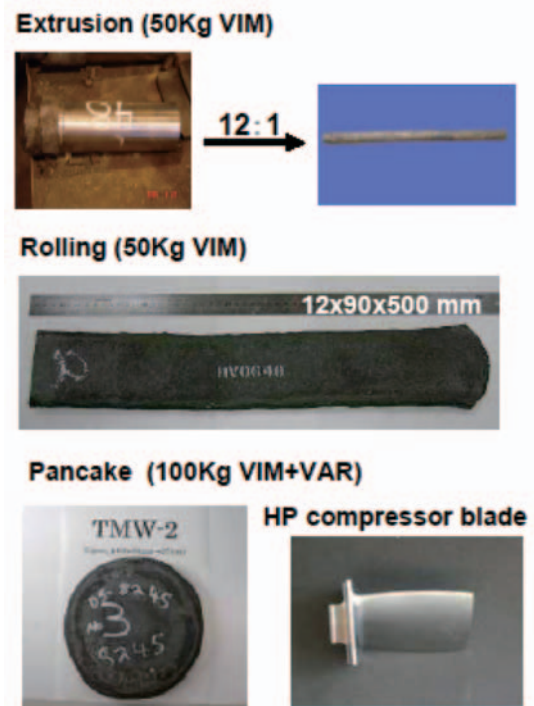 Extrusion (50Kg VIM)
12:1
Rolling (50Kg VIM)
12x90x500 mm
HV0640
Pancake (100Kg VIM+VAR)
HP compressor blade
TMW-2
3
8245